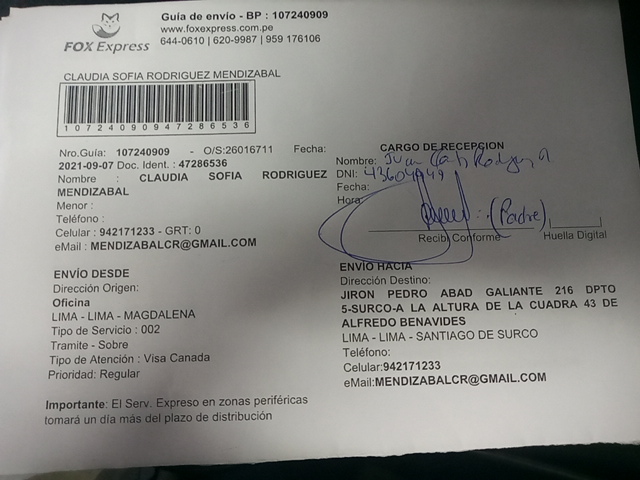 FOX Express
Guía de envío - BP : 107240909
www.foxexpress.com.pe
644-0610 | 620-9987 | 959 176106
CLAUDIA SOFIA RODRIGUEZ MENDIZABAL
10724090947286536
Nro.Guía: 107240909 - O/S:26016711 Fecha:
2021-09-07 Doc. Ident. : 47286536
Nombre : CLAUDIA SOFIA RODRIGUEZ
MENDIZABAL
Menor :
Teléfono :
Celular : 942171233 - GRT: 0
eMail : MENDIZABALCR@GMAIL.COM
CARGO DE RECEPCION
Nombre: Juan
DNI:
Fecha:
Hora
(Padre)
Recibi Conforme
Huella Digital
ENVÍO DESDE
Dirección Origen:
Oficina
LIMA - LIMA - MAGDALENA
Tipo de Servicio : 002
Tramite - Sobre
Tipo de Atención : Visa Canada
Prioridad: Regular
ENVÍO HACIA
Dirección Destino:
JIRON PEDRO ABAD GALIANTE 216 DPTO
5-SURCO-A LA ALTURA DE LA CUADRA 43 DE
ALFREDO BENAVIDES
LIMA - LIMA - SANTIAGO DE SURCO
Teléfono:
Celular:942171233
eMail:MENDIZABALCR@GMAIL.COM
Importante: El Serv. Expreso en zonas periféricas
tomará un día más del plazo de distribución